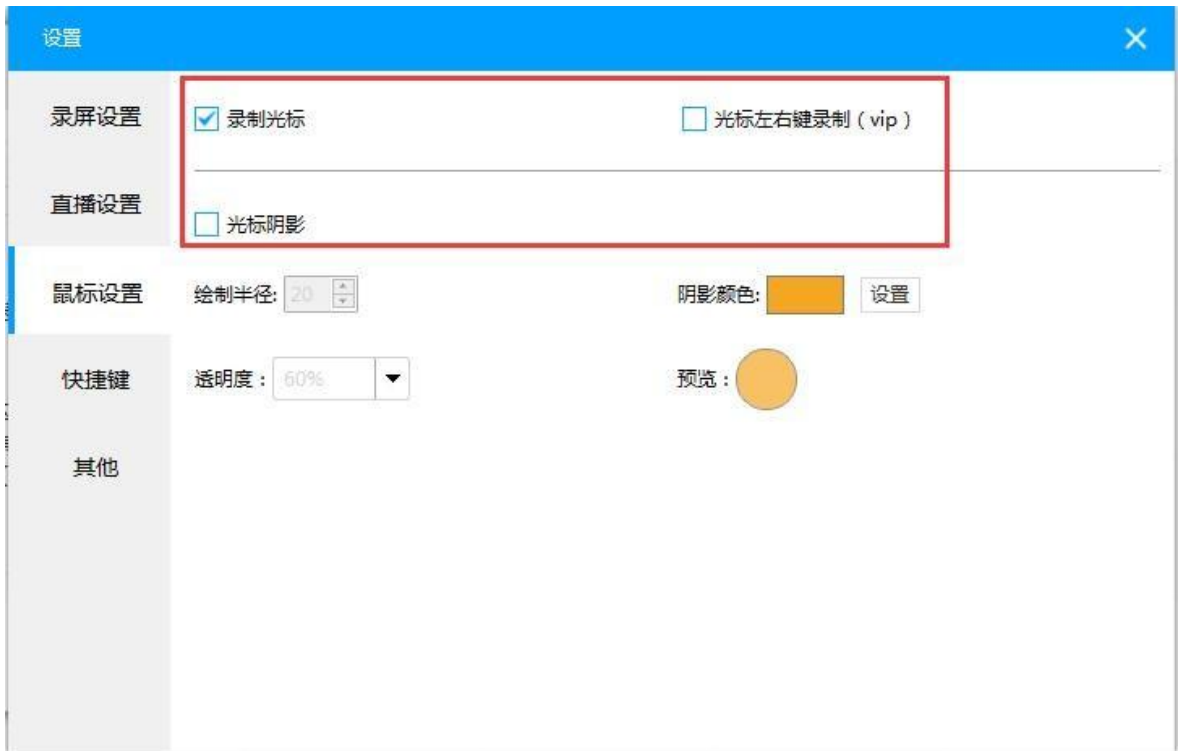 设置
录屏设置
录制光标
光标左右键录制（vip）
直播设置
光标阴影
鼠标设置
绘制半径: 20
阴影颜色:
设置
快捷键
透明度： 60%
预览：
其他